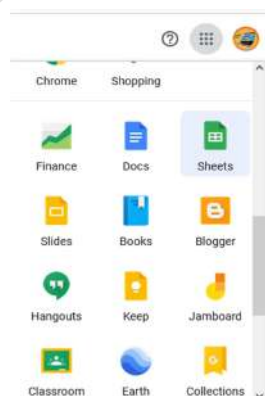 Chrome Shopping
Finance Docs Sheets
Slides Books Blogger
Hangouts Keep Jamboard
Classroom Earth Collections